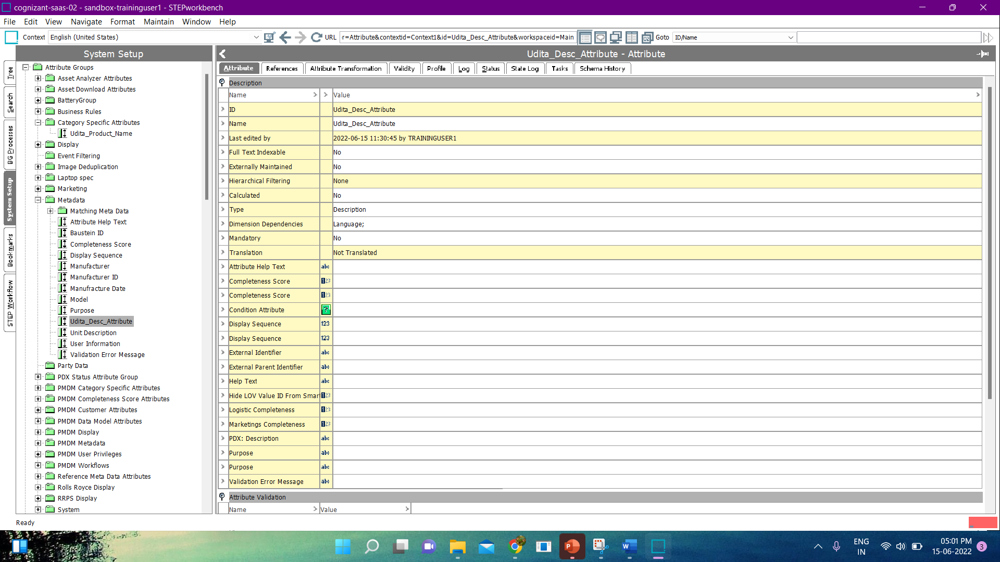 cognizant-saas-02 - sandbox-traininguser1 - STEPworkbench
File Edit View Navigate Format Maintain Window Help
Context English (United States) URL r=Attribute&contextid=Context1&id=Udita_Desc_Attribute&workspaceid=Main Goto ID/Name
Tree
Search
BG Processes
System Setup
Bookmarks
STEP Workflow
System Setup
Attribute Groups
Asset Analyzer Attributes
Asset Download Attributes
BatteryGroup
Business Rules
Category Specific Attributes
Udita_Product_Name
Display
Event Filtering
Image Deduplication
Laptop spec
Marketing
Metadata
Matching Meta Data
Attribute Help Text
Baustein ID
Completeness Score
Display Sequence
Manufacturer
Manufacturer ID
Manufracture Date
Model
Purpose
Udita_Desc_Attribute
Unit Description
User Information
Validation Error Message
Party Data
PDX Status Attribute Group
PMDM Category Specific Attributes
PMDM Completeness Score Attributes
PMDM Customer Attributes
PMDM Data Model Attributes
PMDM Display
PMDM Metadata
PMDM User Privileges
PMDM Workflows
Reference Meta Data Attributes
Rolls Royce Display
RRPS Display
System
Udita_Desc_Attribute - Attribute
Attribute References Attribute Transformation Validity Profile Log Status State Log Tasks Schema History
Description
Name > > Value >
> ID Udita_Desc_Attribute
> Name Udita_Desc_Attribute
> Last edited by 2022-06-15 11:30:45 by TRAININGUSER1
> Full Text Indexable No
> Externally Maintained No
> Hierarchical Filtering None
> Calculated No
> Type Description
> Dimension Dependencies Language;
> Mandatory No
> Translation Not Translated
> Attribute Help Text abc
> Completeness Score 123
> Completeness Score 123
> Condition Attribute ?
> Display Sequence 123
> Display Sequence 123
> External Identifier abc
> External Parent Identifier abc
> Help Text abc
> Hide LOV Value ID From Smar 123
> Logistic Completeness 123
> Marketings Completeness 123
> PDX: Description abc
> Purpose abc
> Purpose abc
> Validation Error Message abc
Attribute Validation
Name > Value >
Ready
ENG
IN
05:01 PM
15-06-2022
3